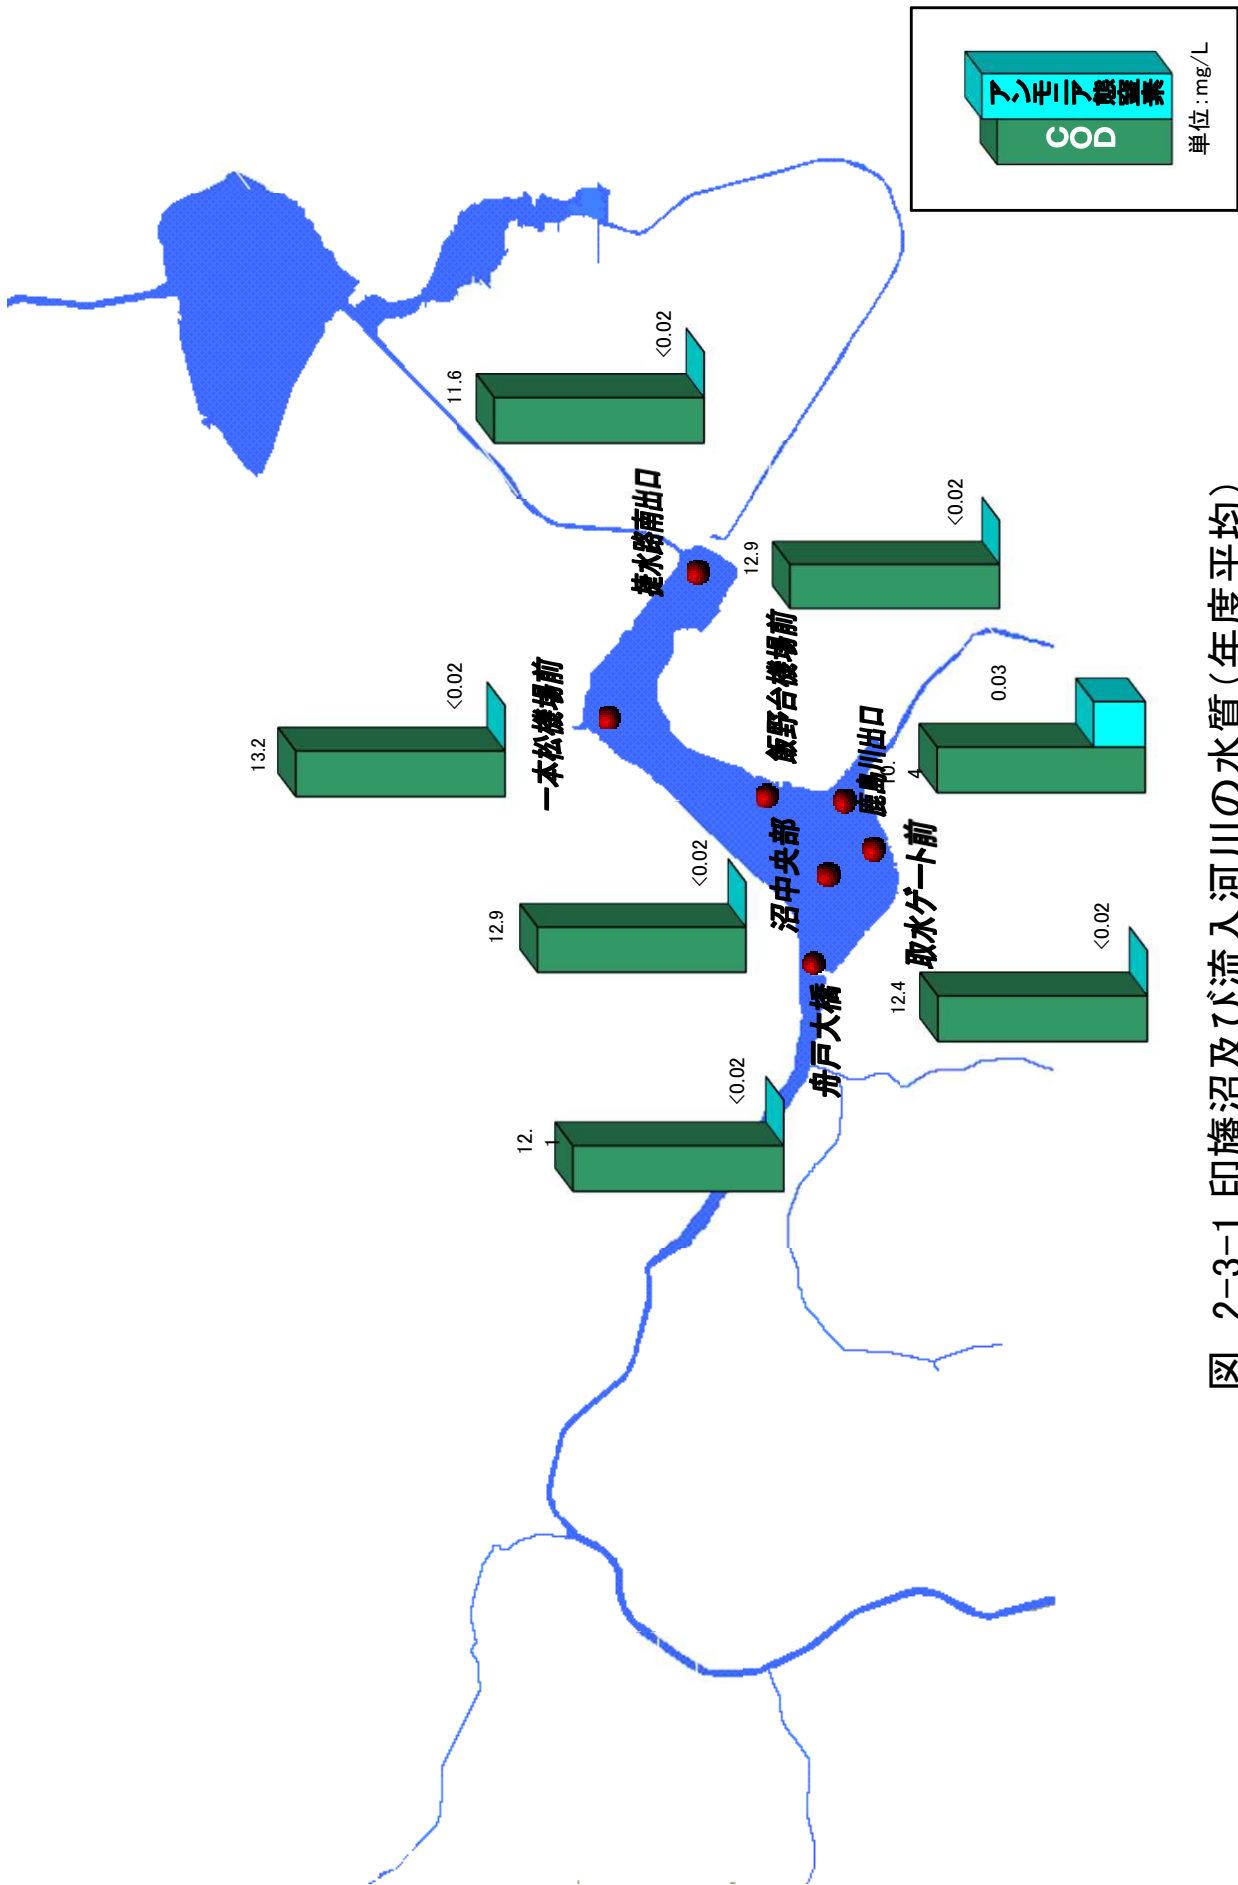 アンモニア態窒素
COD
単位：mg/L
11.6
<0.02
捷水路南出口
12.9
<0.02
飯野台機場前
13.2
<0.02
一本松機場前
0.03
10.
4
鹿島川出口
12.9
<0.02
沼中央部
取水ゲート前
12.4
<0.02
舟戸大橋
12.
1
<0.02
図 2-3-1 印旛沼及び流入河川の水質（年度平均）